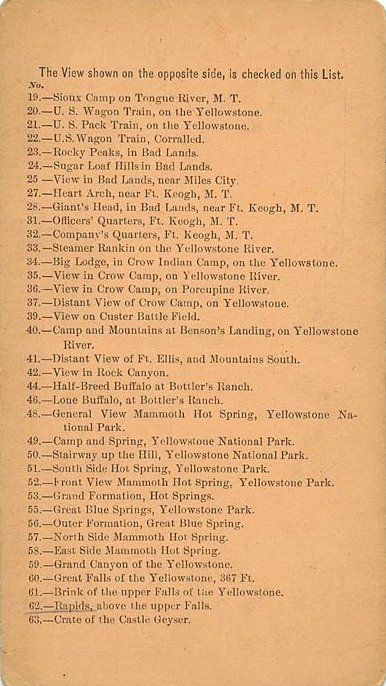 The View shown on the opposite side, is checked on this List.
No.
19.—Sioux Camp on Tongue River, M. T.
20.—U. S. Wagon Train, on the Yellowstone.
21.—U. S. Pack Train, on the Yellowstone.
22.—U.S. Wagon Train, Corralled.
23.—Rocky Peaks, in Bad Lands.
24.—Sugar Loaf Hills in Bad Lands.
25—View in Bad Lands, near Miles City.
27.—Heart Arch, near Ft. Keogh, M. T.
28.—Giant's Head, in Bad Lands, near Ft. Keogh, M. T.
31.—Officers' Quarters, Ft. Keogh, M. T.
32.—Company's Quarters, Ft. Keogh, M. T.
33.—Steamer Rankin on the Yellowstone River.
34.—Big Lodge, in Crow Indian Camp, on the Yellowstone.
35.—View in Crow Camp, on Yellowstone River.
36.—View in Crow Camp, on Porcupine River.
37.—Distant View of Crow Camp, on Yellowstone.
39.—View on Custer Battle Field.
40.—Camp and Mountains at Benson's Landing, on Yellowstone
River.
41.—Distant View of Ft. Ellis, and Mountains South.
42.—View in Rock Canyon.
44.—Half-Breed Buffalo at Bottler's Ranch.
46.—Lone Buffalo, at Bottler's Ranch.
48.—General View Mammoth Hot Spring, Yellowstone Na-
tional Park.
49.—Camp and Spring, Yellowstone National Park.
50.—Stairway up the Hill, Yellowstone National Park.
51.—South Side Hot Spring, Yellowstone Park.
52.—Front View Mammoth Hot Spring, Yellowstone Park.
53.—Grand Formation, Hot Springs.
55.—Great Blue Springs, Yellowstone Park.
56.—Outer Formation, Great Blue Spring.
57.—North Side Mammoth Hot Spring.
58.—East Side Mammoth Hot Spring.
59.—Grand Canyon of the Yellowstone.
60.—Great Falls of the Yellowstone, 367 Ft.
61.—Brink of the upper Falls of the Yellowstone.
62.—Rapids, above the upper Falls.
63.—Crate of the Castle Geyser.